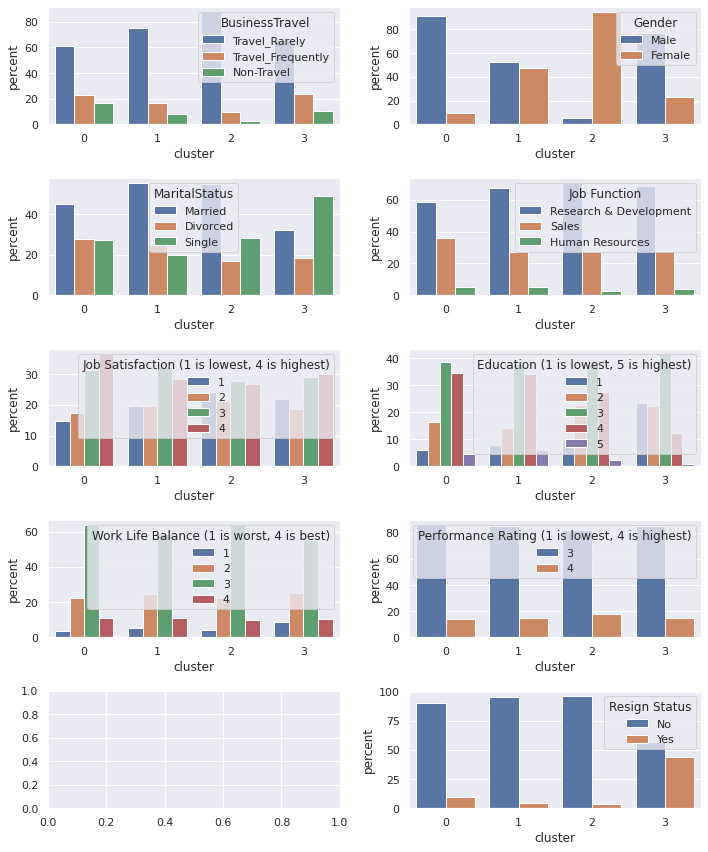 BusinessTravel
Travel_Rarely
Travel_Frequently
Non-Travel
percent
80
60
40
20
0
0 1 2 3
cluster
Gender
Male
Female
percent
80
60
40
20
0
0 1 2 3
cluster
MaritalStatus
Married
Divorced
Single
percent
40
20
0
0 1 2 3
cluster
Job Function
Research & Development
Sales
Human Resources
percent
60
40
20
0
0 1 2 3
cluster
Job Satisfaction (1 is lowest, 4 is highest)
1
2
3
4
percent
30
20
10
0
0 1 2 3
cluster
Education (1 is lowest, 5 is highest)
1
2
3
4
5
percent
40
30
20
10
0
0 1 2 3
cluster
Work Life Balance (1 is worst, 4 is best)
1
2
3
4
percent
60
40
20
0
0 1 2 3
cluster
Performance Rating (1 is lowest, 4 is highest)
3
4
percent
80
60
40
20
0
0 1 2 3
cluster
1.0
0.8
0.6
0.4
0.2
0.0
0.0 0.2 0.4 0.6 0.8 1.0
Resign Status
No
Yes
percent
100
75
50
25
0
0 1 2 3
cluster